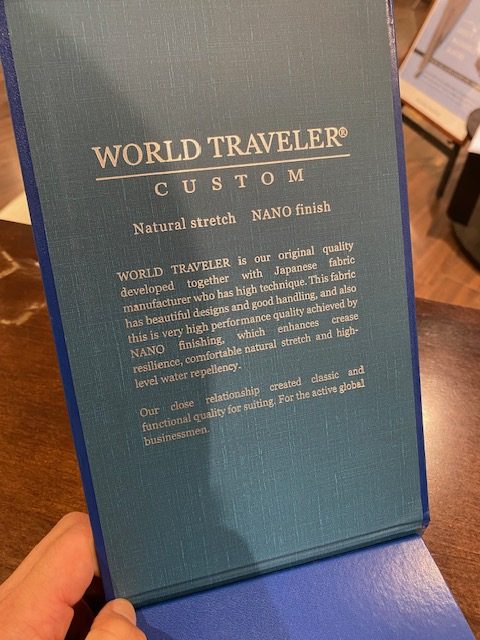 WORLD TRAVELER®
CUSTOM
Natural stretch NANO finish
WORLD TRAVELER is our original quality
developed together with Japanese fabric
manufacturer who has high technique. This fabric
has beautiful designs and good handling, and also
this is very high performance quality achieved by
NANO finishing, which enhances crease
resilience, comfortable natural stretch and high-
level water repellency.
Our close relationship created classic and
functional quality for suiting. For the active global
businessmen.